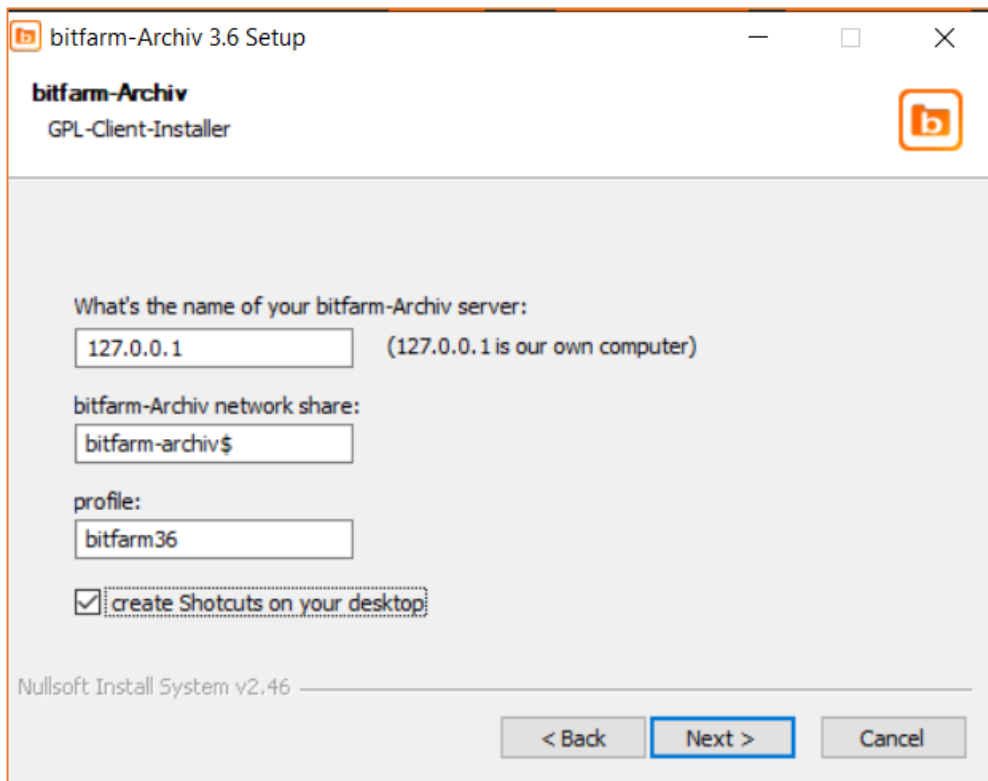 bitfarm-Archiv 3.6 Setup
bitfarm-Archiv
GPL-Client-Installer
b
What's the name of your bitfarm-Archiv server:
127.0.0.1 (127.0.0.1 is our own computer)
bitfarm-Archiv network share:
bitfarm-archiv$
profile:
bitfarm36
create Shotcuts on your desktop
Nullsoft Install System v2.46
< Back Next > Cancel